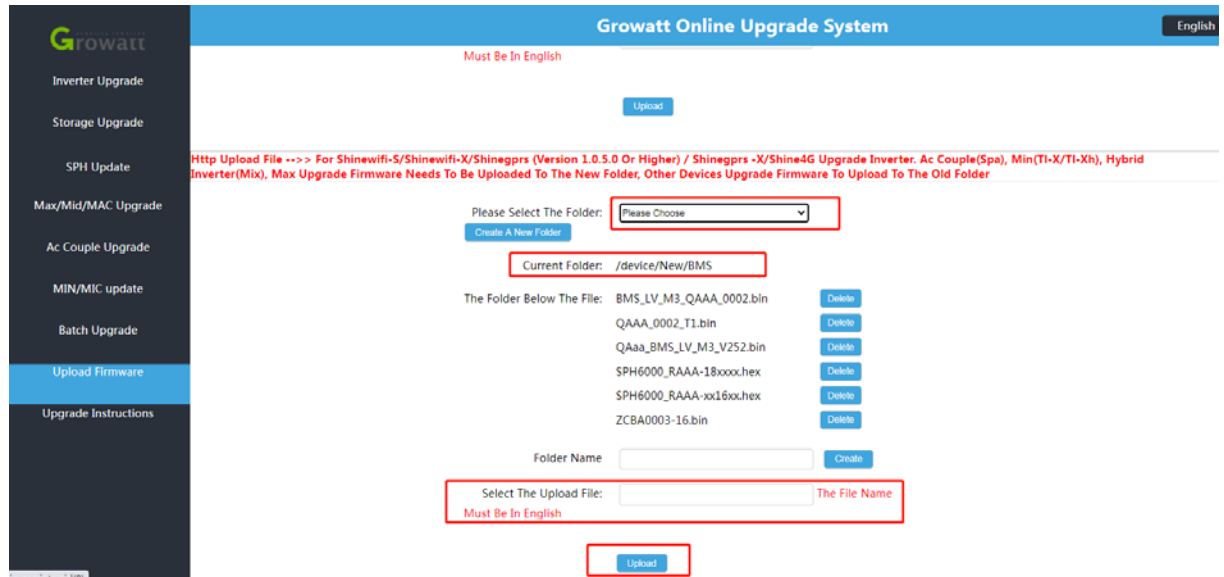 Growatt
Growatt Online Upgrade System
English
Inverter Upgrade
Storage Upgrade
SPH Update
Max/Mid/MAC Upgrade
Ac Couple Upgrade
MIN/MIC update
Batch Upgrade
Upload Firmware
Upgrade Instructions
Must Be In English
Upload
Http Upload File -->> For Shinewifi-S/Shinewifi-X/Shinegprs (Version 1.0.5.0 Or Higher) / Shinegprs -X/Shine4G Upgrade Inverter. Ac Couple(Spa), Min(Tl-X/Tl-Xh), Hybrid
Inverter(Mix), Max Upgrade Firmware Needs To Be Uploaded To The New Folder, Other Devices Upgrade Firmware To Upload To The Old Folder
Please Select The Folder: Please Choose
Create A New Folder
Current Folder: /device/New/BMS
The Folder Below The File: BMS_LV_M3_QAAA_0002.bin Delete
QAAA_0002_T1.bin Delete
QAaa_BMS_LV_M3_V252.bin Delete
SPH6000_RAAA-18xxxx.hex Delete
SPH6000_RAAA-xx16xx.hex Delete
ZCBA0003-16.bin Delete
Folder Name Create
Select The Upload File: The File Name
Must Be In English
Upload